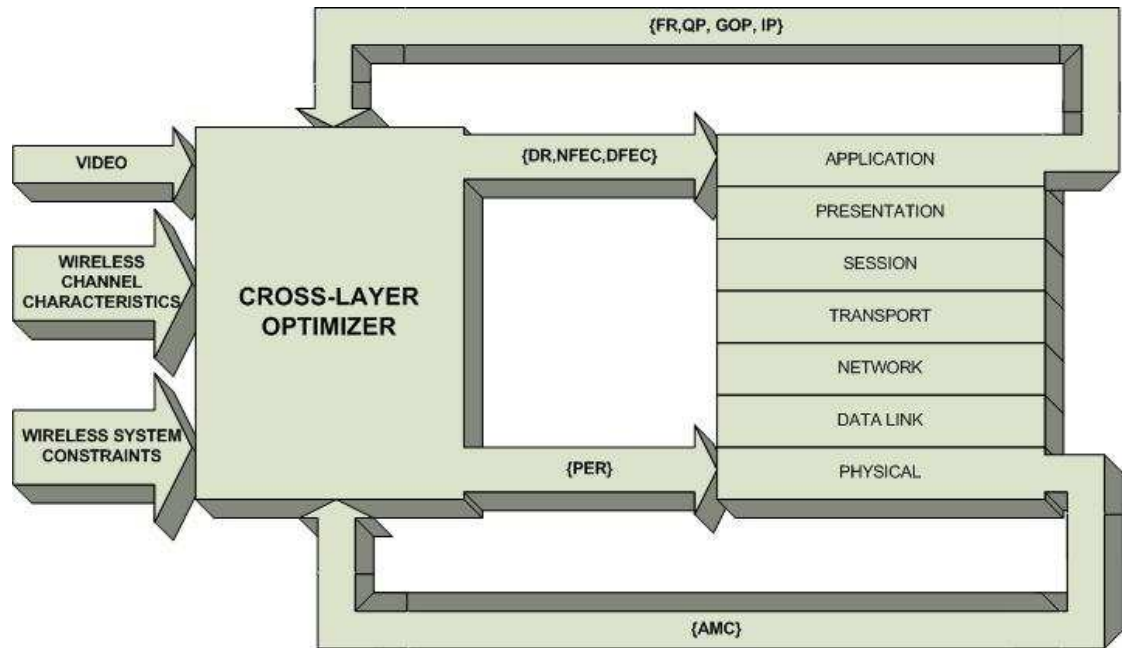 {FR,QP, GOP, IP}
VIDEO
{DR,NFEC,DFEC}
APPLICATION
PRESENTATION
WIRELESS
CHANNEL
CHARACTERISTICS
SESSION
CROSS-LAYER
OPTIMIZER
TRANSPORT
NETWORK
DATA LINK
WIRELESS SYSTEM
CONSTRAINTS
{PER}
PHYSICAL
{AMC}